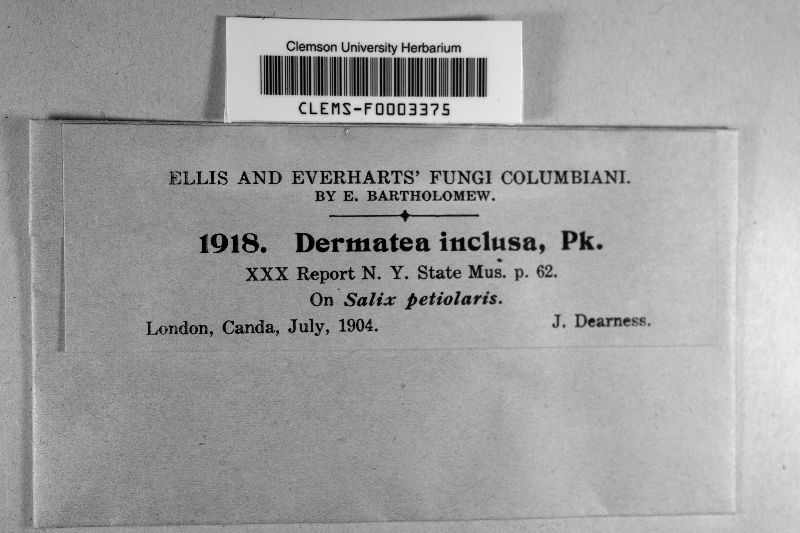 Clemson University Herbarium
CLEMS-F0003375
ELLIS AND EVERHARTS' FUNGI COLUMBIANI.
BY E. BARTHOLOMEW.
1918. Dermatea inclusa, Pk.
XXX Report N. Y. State Mus. p. 62.
On Salix petiolaris.
London, Canda, July, 1904. J. Dearness.